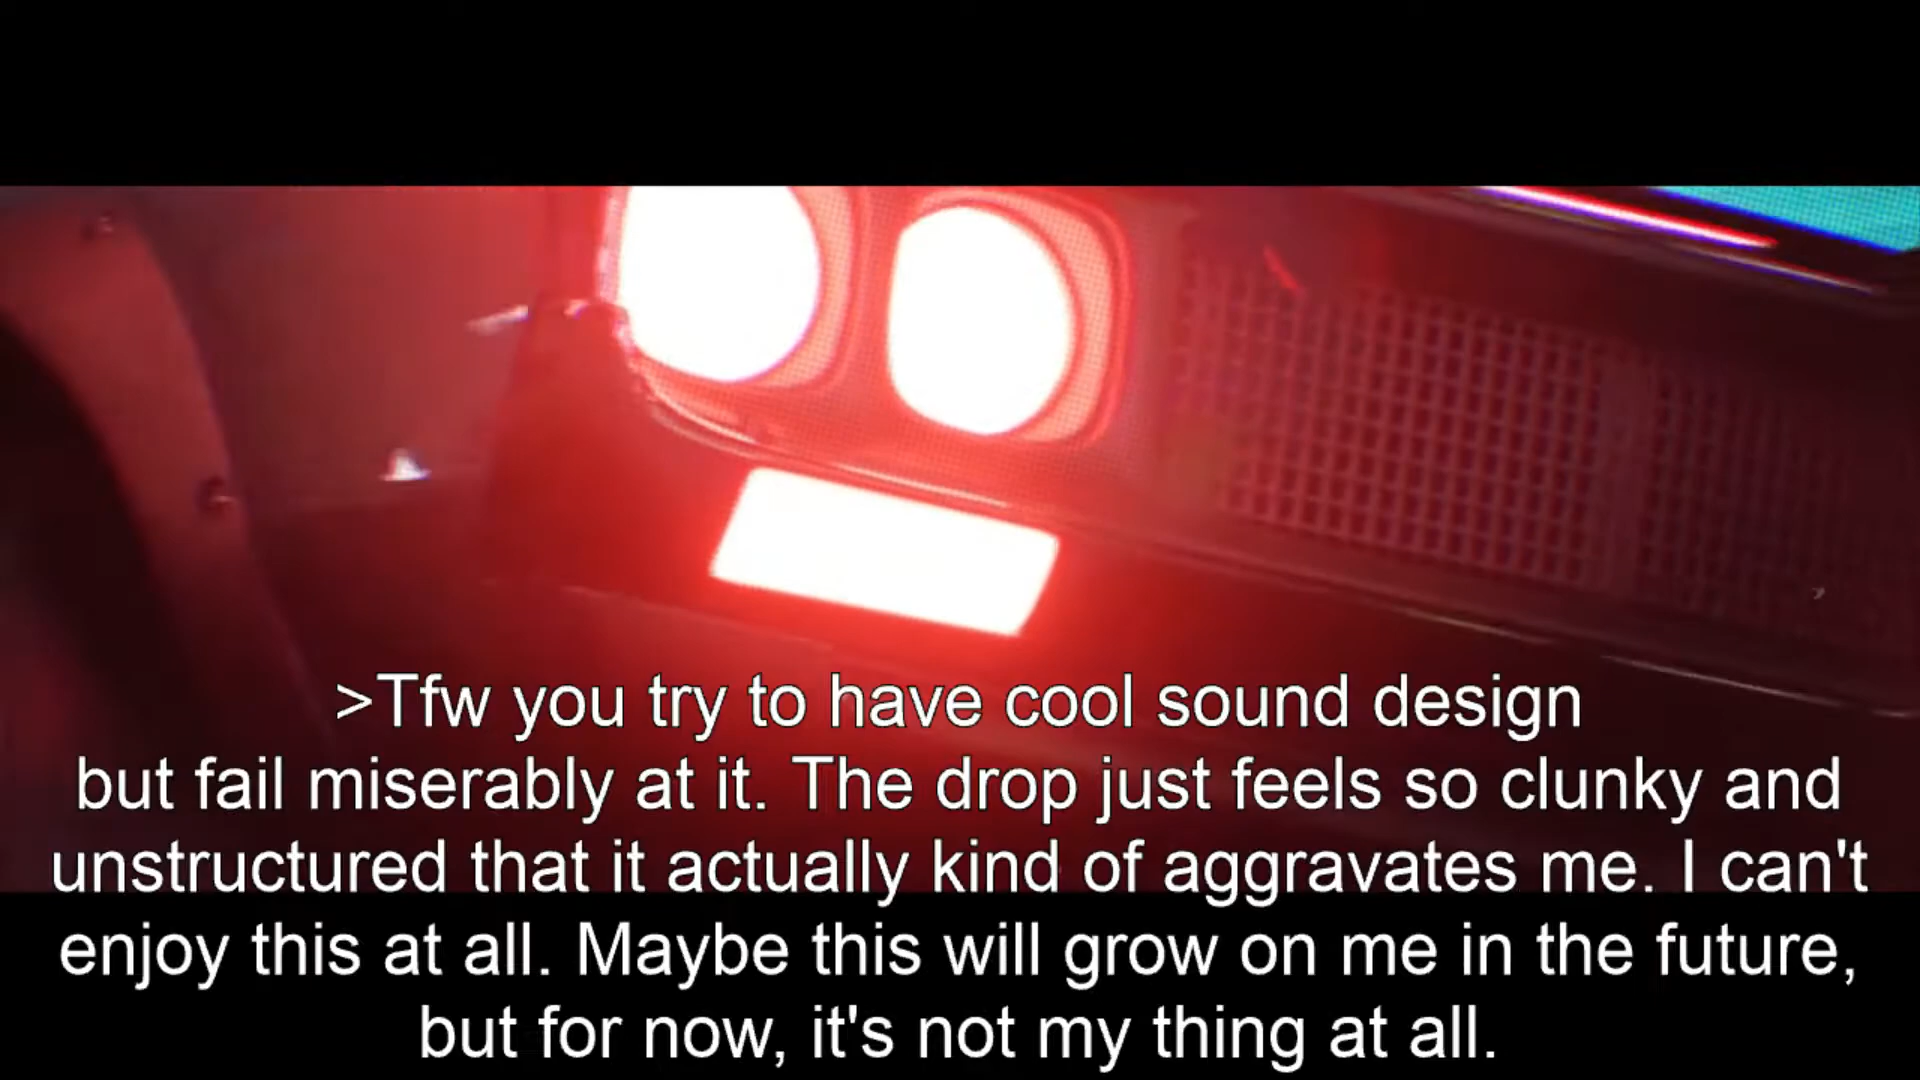 >Tfw you try to have cool sound design
but fail miserably at it. The drop just feels so clunky and
unstructured that it actually kind of aggravates me. I can't
enjoy this at all. Maybe this will grow on me in the future,
but for now, it's not my thing at all.